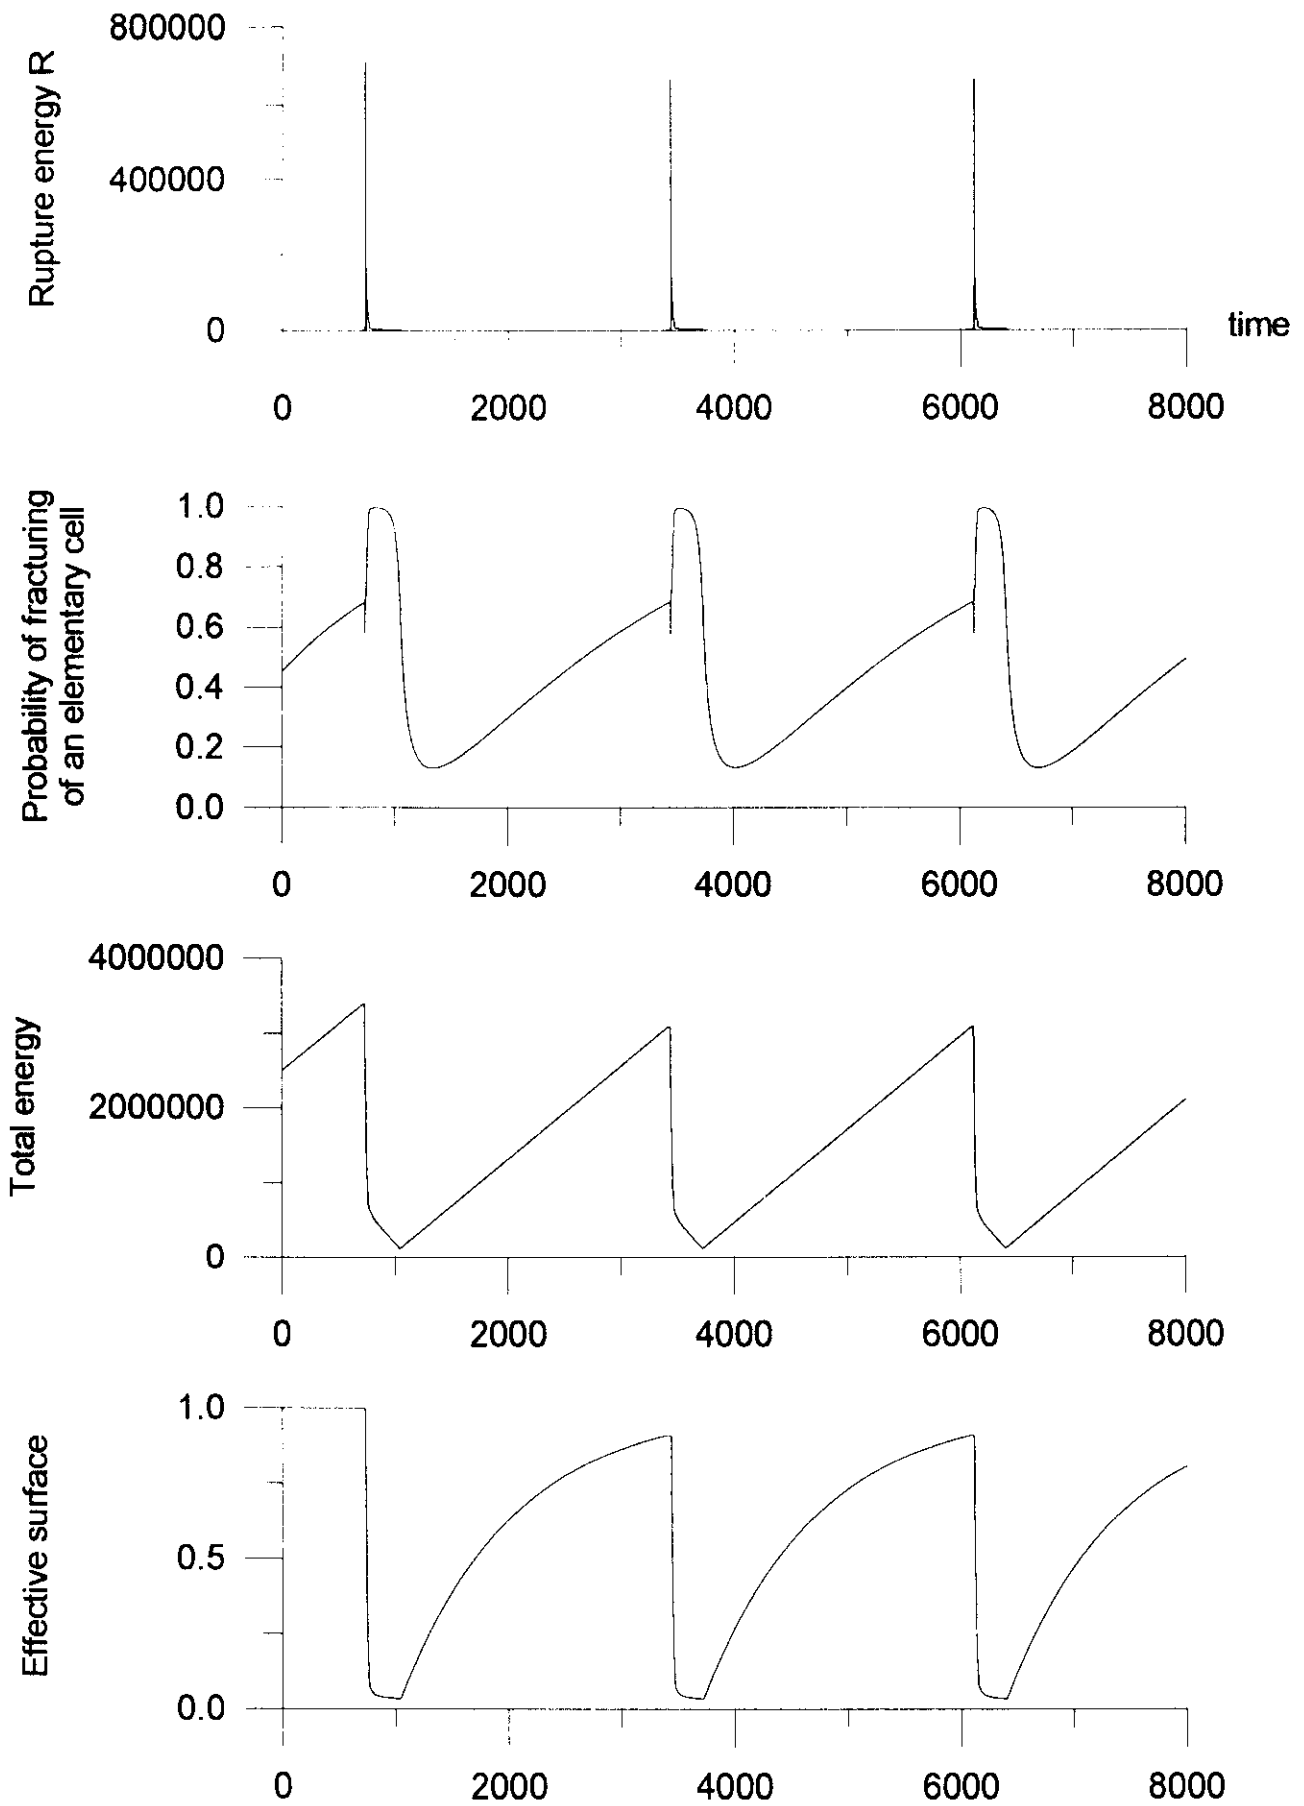 Rupture energy R
800000
400000
0
time
0 2000 4000 6000 8000
Probability of fracturing
of an elementary cell
1.0
0.8
0.6
0.4
0.2
0.0
0 2000 4000 6000 8000
Total energy
4000000
2000000
0
0 2000 4000 6000 8000
Effective surface
1.0
0.5
0.0
0 2000 4000 6000 8000